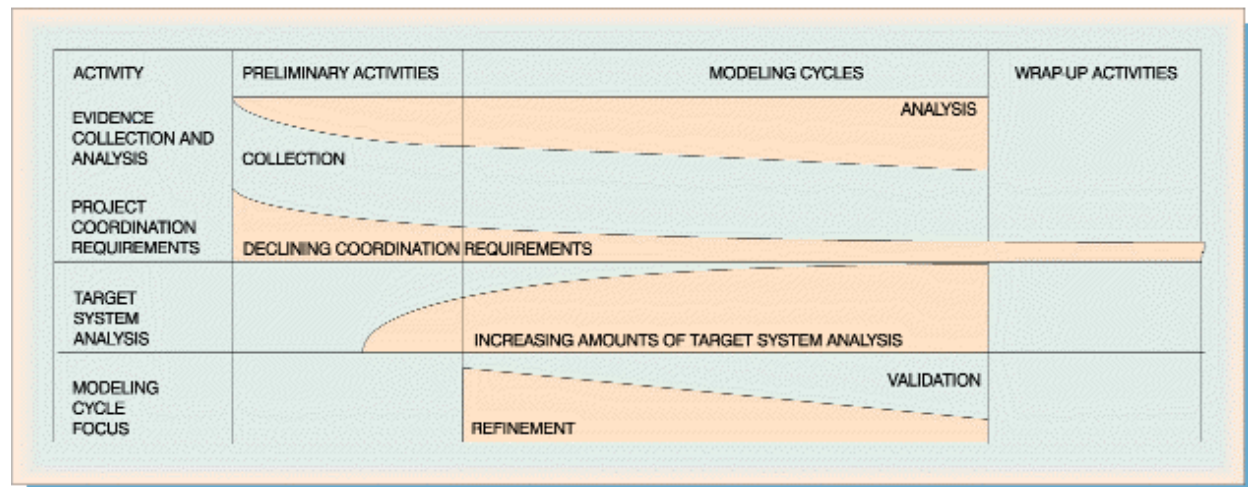 ACTIVITY
PRELIMINARY ACTIVITIES
MODELING CYCLES
WRAP-UP ACTIVITIES
EVIDENCE
COLLECTION AND
ANALYSIS
COLLECTION
ANALYSIS
PROJECT
COORDINATION
REQUIREMENTS
DECLINING COORDINATION REQUIREMENTS
TARGET
SYSTEM
ANALYSIS
INCREASING AMOUNTS OF TARGET SYSTEM ANALYSIS
MODELING
CYCLE
FOCUS
REFINEMENT
VALIDATION